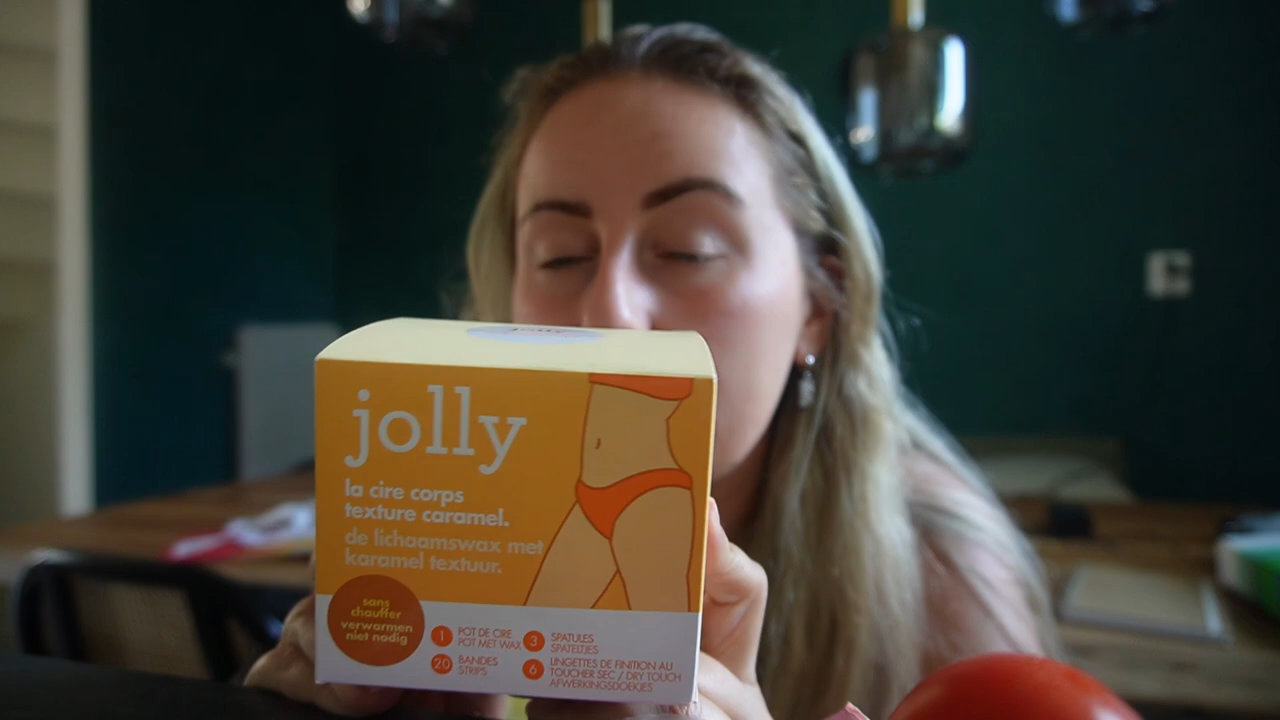 jolly
la cire corps
texture caramel.
de lichaamswax met
karamel textuur.
sans
chauffer
verwarmen
niet nodig
1 POT DE CIRE
POT MET WAX
3 SPATULES
SPATELTJES
20 BANDES
STRIPS
6 LINGETTES DE FINITION AU
TOUCHER SEC / DRY TOUCH
AFWERKINGSDOEKJES